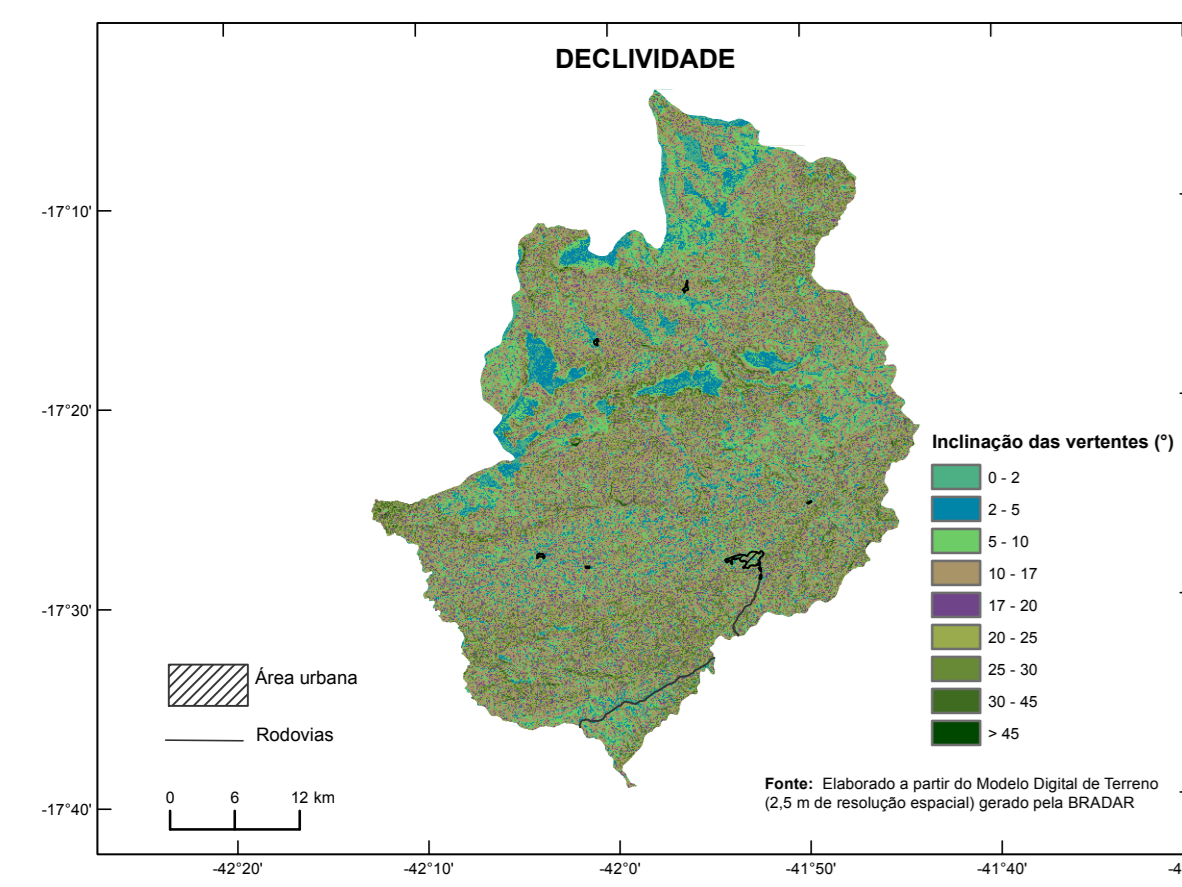 DECLIVIDADE
-17°10'
-17°20'
-17°30'
-17°40'
Inclinação das vertentes (°)
0 - 2
2 - 5
5 - 10
10 - 17
17 - 20
20 - 25
25 - 30
30 - 45
> 45
Área urbana
Rodovias
0 6 12 km
Fonte: Elaborado a partir do Modelo Digital de Terreno
(2,5 m de resolução espacial) gerado pela BRADAR
-42°20' -42°10' -42°0' -41°50' -41°40'